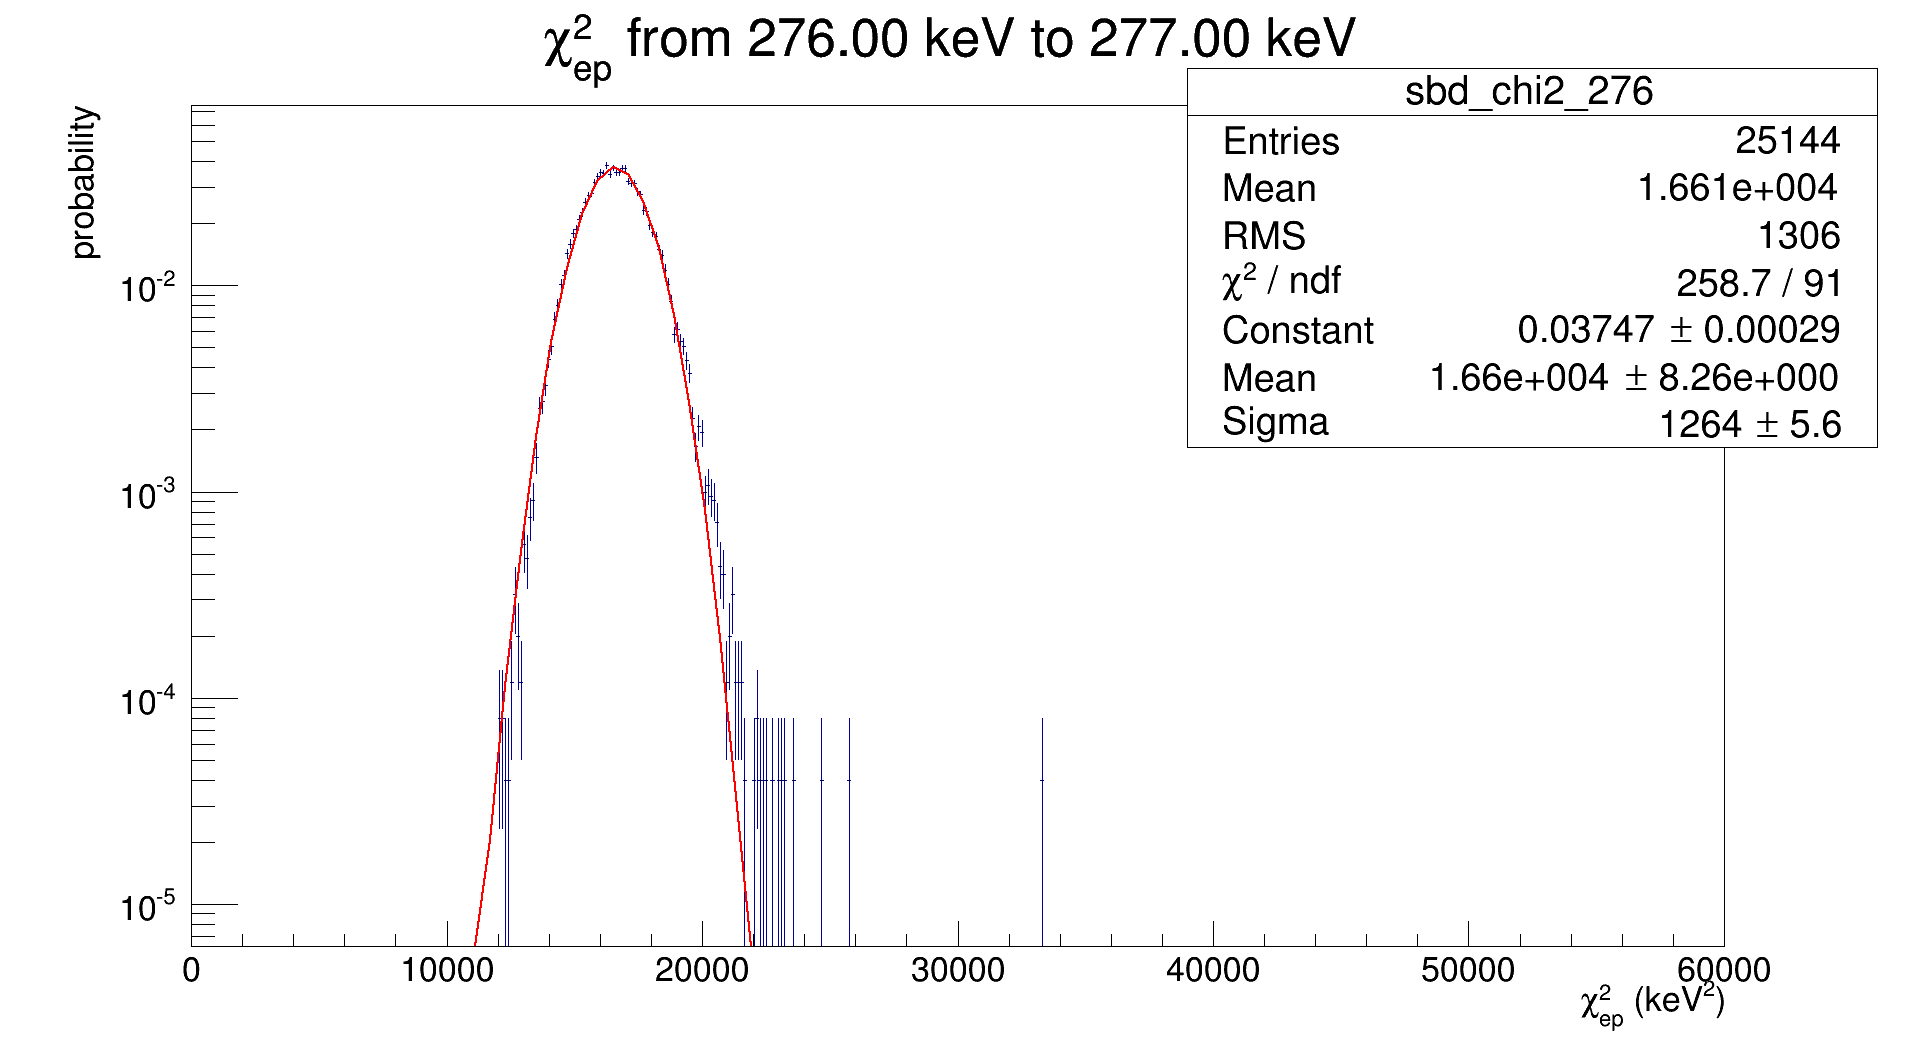 χ²ep from 276.00 keV to 277.00 keV
sbd_chi2_276
Entries 25144
Mean 1.661e+004
RMS 1306
χ² / ndf 258.7 / 91
Constant 0.03747 ± 0.00029
Mean 1.66e+004 ± 8.26e+000
Sigma 1264 ± 5.6
probability
10⁻²
10⁻³
10⁻⁴
10⁻⁵
0 10000 20000 30000 40000 50000 60000
χ²ep (keV²)